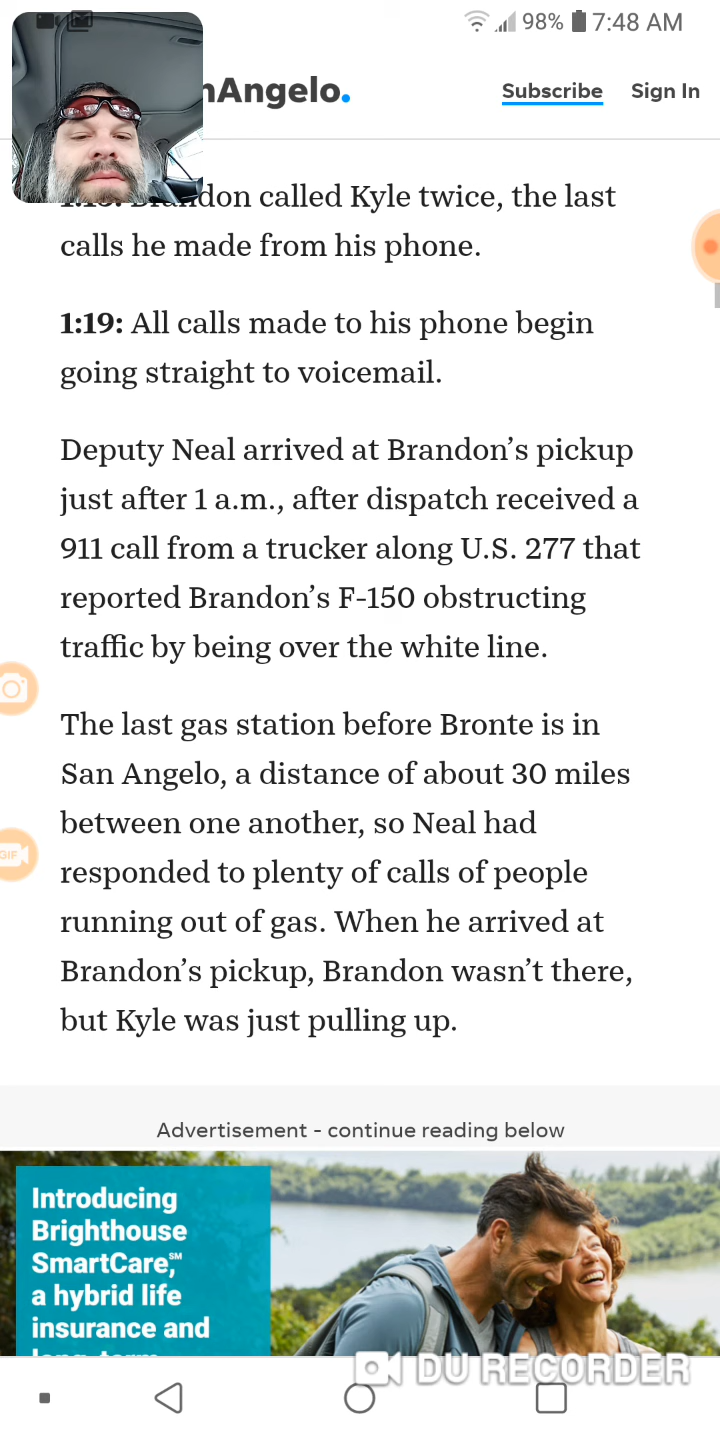 98% 7:48 AM
nAngelo.
Subscribe Sign In
called Kyle twice, the last
calls he made from his phone.
1:19: All calls made to his phone begin
going straight to voicemail.
Deputy Neal arrived at Brandon’s pickup
just after 1 a.m., after dispatch received a
911 call from a trucker along U.S. 277 that
reported Brandon’s F-150 obstructing
traffic by being over the white line.
The last gas station before Bronte is in
San Angelo, a distance of about 30 miles
between one another, so Neal had
responded to plenty of calls of people
running out of gas. When he arrived at
Brandon’s pickup, Brandon wasn’t there,
but Kyle was just pulling up.
GIF
Advertisement - continue reading below
Introducing
Brighthouse
SmartCare,℠
a hybrid life
insurance and
DU RECORDER